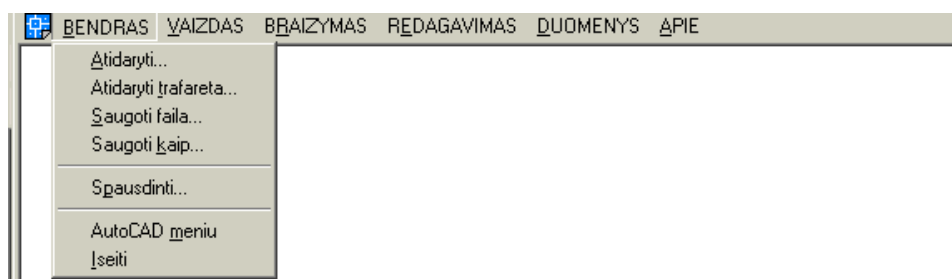 BENDRAS VAIZDAS BRAIZYMAS REDAGAVIMAS DUOMENYS APIE
Atidaryti...
Atidaryti trafareta...
Saugoti faila...
Saugoti kaip...
Spausdinti...
AutoCAD meniu
Iseiti